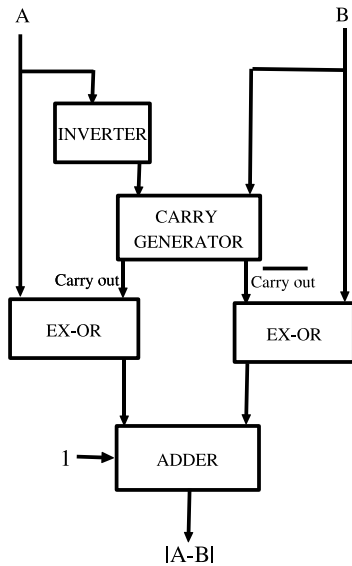 A
B
INVERTER
CARRY
GENERATOR
Carry out
Carry out
EX-OR
EX-OR
1
ADDER
|A-B|